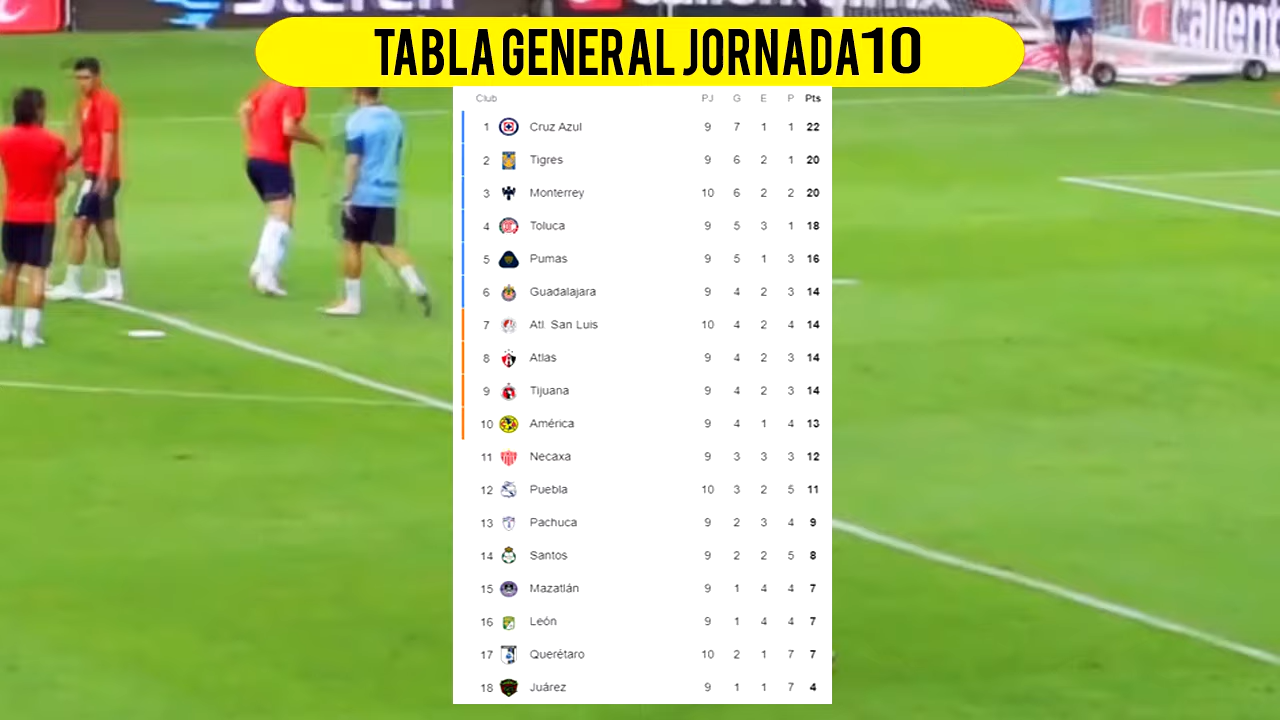 TABLA GENERAL JORNADA10
Club PJ G E P Pts
1 Cruz Azul 9 7 1 1 22
2 Tigres 9 6 2 1 20
3 Monterrey 10 6 2 2 20
4 Toluca 9 5 3 1 18
5 Pumas 9 5 1 3 16
6 Guadalajara 9 4 2 3 14
7 Atl. San Luis 10 4 2 4 14
8 Atlas 9 4 2 3 14
9 Tijuana 9 4 2 3 14
10 América 9 4 1 4 13
11 Necaxa 9 3 3 3 12
12 Puebla 10 3 2 5 11
13 Pachuca 9 2 3 4 9
14 Santos 9 2 2 5 8
15 Mazatlán 9 1 4 4 7
16 León 9 1 4 4 7
17 Querétaro 10 2 1 7 7
18 Juárez 9 1 1 7 4